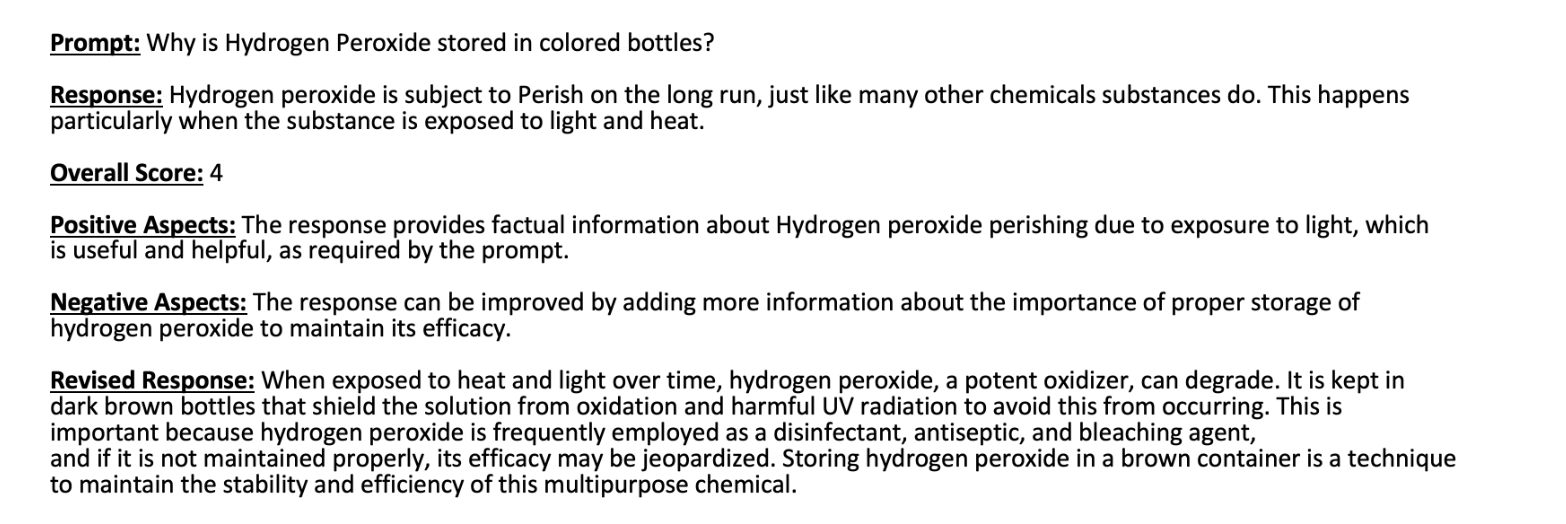 Prompt: Why is Hydrogen Peroxide stored in colored bottles?
Response: Hydrogen peroxide is subject to Perish on the long run, just like many other chemicals substances do. This happens
particularly when the substance is exposed to light and heat.
Overall Score: 4
Positive Aspects: The response provides factual information about Hydrogen peroxide perishing due to exposure to light, which
is useful and helpful, as required by the prompt.
Negative Aspects: The response can be improved by adding more information about the importance of proper storage of
hydrogen peroxide to maintain its efficacy.
Revised Response: When exposed to heat and light over time, hydrogen peroxide, a potent oxidizer, can degrade. It is kept in
dark brown bottles that shield the solution from oxidation and harmful UV radiation to avoid this from occurring. This is
important because hydrogen peroxide is frequently employed as a disinfectant, antiseptic, and bleaching agent,
and if it is not maintained properly, its efficacy may be jeopardized. Storing hydrogen peroxide in a brown container is a technique
to maintain the stability and efficiency of this multipurpose chemical.